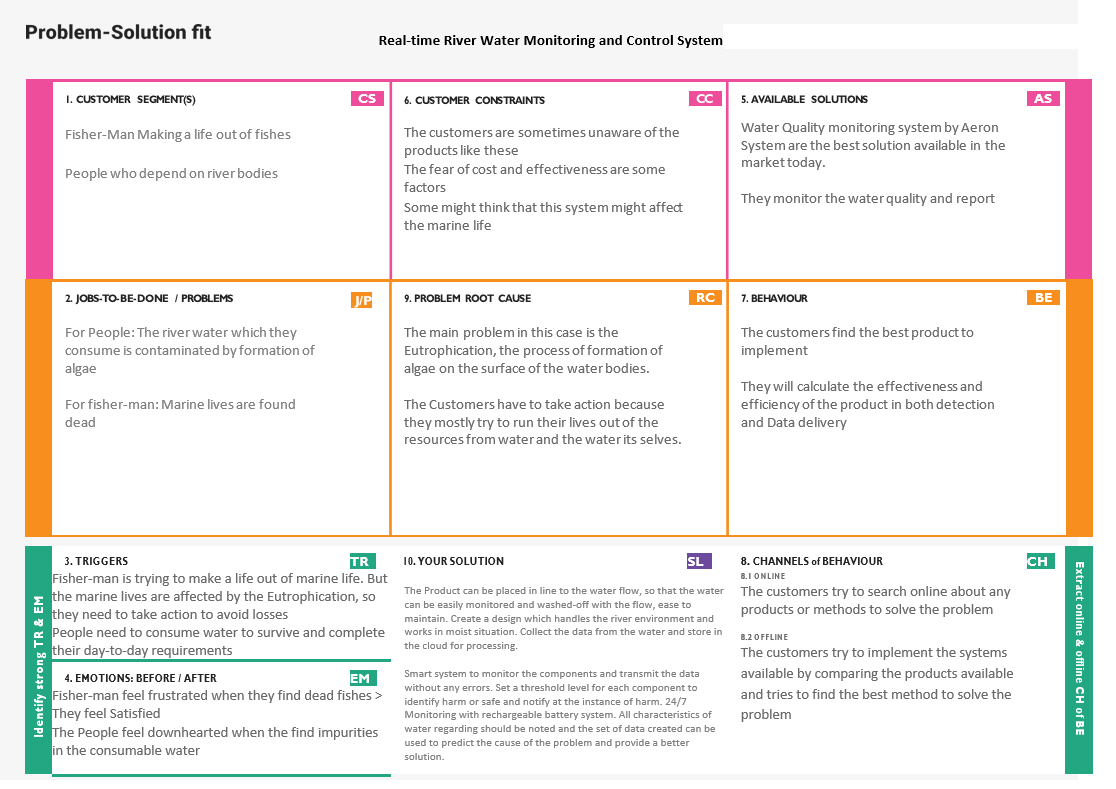 Problem-Solution fit
Real-time River Water Monitoring and Control System
1. CUSTOMER SEGMENT(S)
CS
Fisher-Man Making a life out of fishes
People who depend on river bodies
6. CUSTOMER CONSTRAINTS
CC
The customers are sometimes unaware of the
products like these
The fear of cost and effectiveness are some
factors
Some might think that this system might affect
the marine life
5. AVAILABLE SOLUTIONS
AS
Water Quality monitoring system by Aeron
System are the best solution available in the
market today.
They monitor the water quality and report
2. JOBS-TO-BE-DONE / PROBLEMS
J/P
For People: The river water which they
consume is contaminated by formation of
algae
For fisher-man: Marine lives are found
dead
9. PROBLEM ROOT CAUSE
RC
The main problem in this case is the
Eutrophication, the process of formation of
algae on the surface of the water bodies.
The Customers have to take action because
they mostly try to run their lives out of the
resources from water and the water its selves.
7. BEHAVIOUR
BE
The customers find the best product to
implement
They will calculate the effectiveness and
efficiency of the product in both detection
and Data delivery
Identify strong TR & EM
3. TRIGGERS
TR
Fisher-man is trying to make a life out of marine life. But
the marine lives are affected by the Eutrophication, so
they need to take action to avoid losses
People need to consume water to survive and complete
their day-to-day requirements
4. EMOTIONS: BEFORE / AFTER
EM
Fisher-man feel frustrated when they find dead fishes >
They feel Satisfied
The People feel downhearted when the find impurities
in the consumable water
10. YOUR SOLUTION
SL
The Product can be placed in line to the water flow, so that the water
can be easily monitored and washed-off with the flow, ease to
maintain. Create a design which handles the river environment and
works in moist situation. Collect the data from the water and store in
the cloud for processing.
Smart system to monitor the components and transmit the data
without any errors. Set a threshold level for each component to
identify harm or safe and notify at the instance of harm. 24/7
Monitoring with rechargeable battery system. All characteristics of
water regarding should be noted and the set of data created can be
used to predict the cause of the problem and provide a better
solution.
8. CHANNELS of BEHAVIOUR
CH
8.1 ONLINE
The customers try to search online about any
products or methods to solve the problem
8.2 OFFLINE
The customers try to implement the systems
available by comparing the products available
and tries to find the best method to solve the
problem
Extract online & offline CH of BE